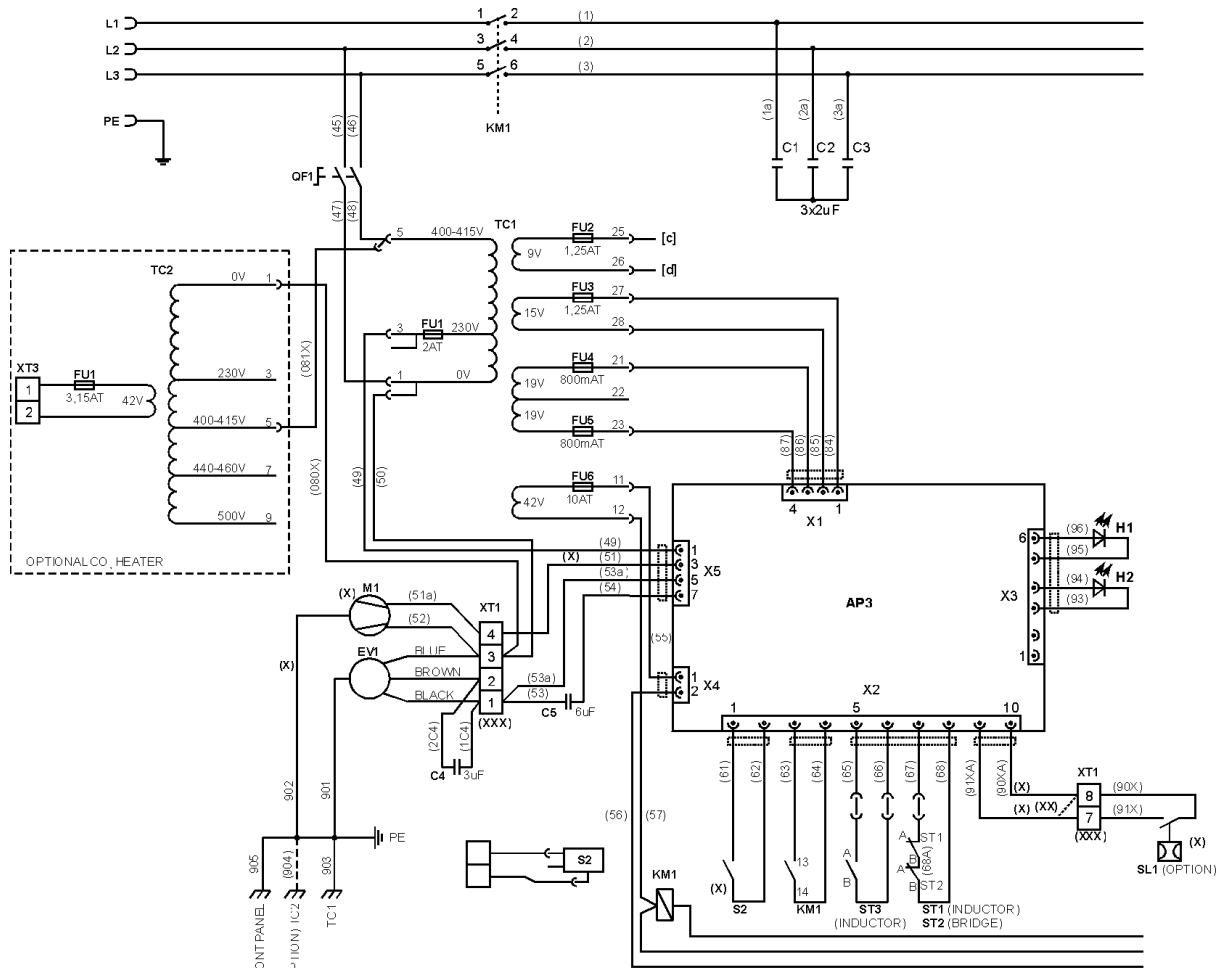 L1
1 2
(1)
L2
3 4
(2)
L3
5 6
(3)
PE
KM1
(45)
(46)
(1a)
(2a)
(3a)
C1
C2
C3
3x2uF
QF1
(47)
(48)
5
400-415V
TC1
FU2
25
[c]
9V
1,25AT
26
[d]
TC2
0V
1
FU3
27
15V
1,25AT
28
3
FU1
230V
2AT
(081X)
XT3
FU1
1
2
3,15AT
42V
230V
3
1
0V
FU4
21
19V
800mAT
22
19V
FU5
23
800mAT
400-415V
5
440-460V
7
500V
9
(080X)
(49)
(50)
(87)
(86)
(85)
(84)
FU6
11
42V
10AT
12
4
1
X1
OPTIONAL CO, HEATER
(49)
(X)
(51)
(53a)
(54)
1
3
5
7
X5
AP3
6
(96)
H1
(95)
(94)
H2
(93)
X3
1
(X)
M1
(51a)
(52)
XT1
4
3
2
1
(XXX)
EV1
BLUE
BROWN
BLACK
(53a)
(53)
C5
6uF
(55)
1
2
X4
X2
1
5
10
(X)
(2C4)
(1C4)
C4
3uF
902
901
(61)
(62)
(63)
(64)
(65)
(66)
(67)
(68)
(91XA)
(90XA)
XT1
(X)
8
(90X)
(X)
(XX)
7
(91X)
(XXX)
(X)
SL1 (OPTION)
(56)
(57)
PE
905
(904)
903
S2
A
B
A
ST1
B
(68A)
A
B
ST2
13
14
(X)
S2
KM1
ST3
(INDUCTOR)
ST1 (INDUCTOR)
ST2 (BRIDGE)
KM1
ONT PANEL
PTION) IC2
TC1